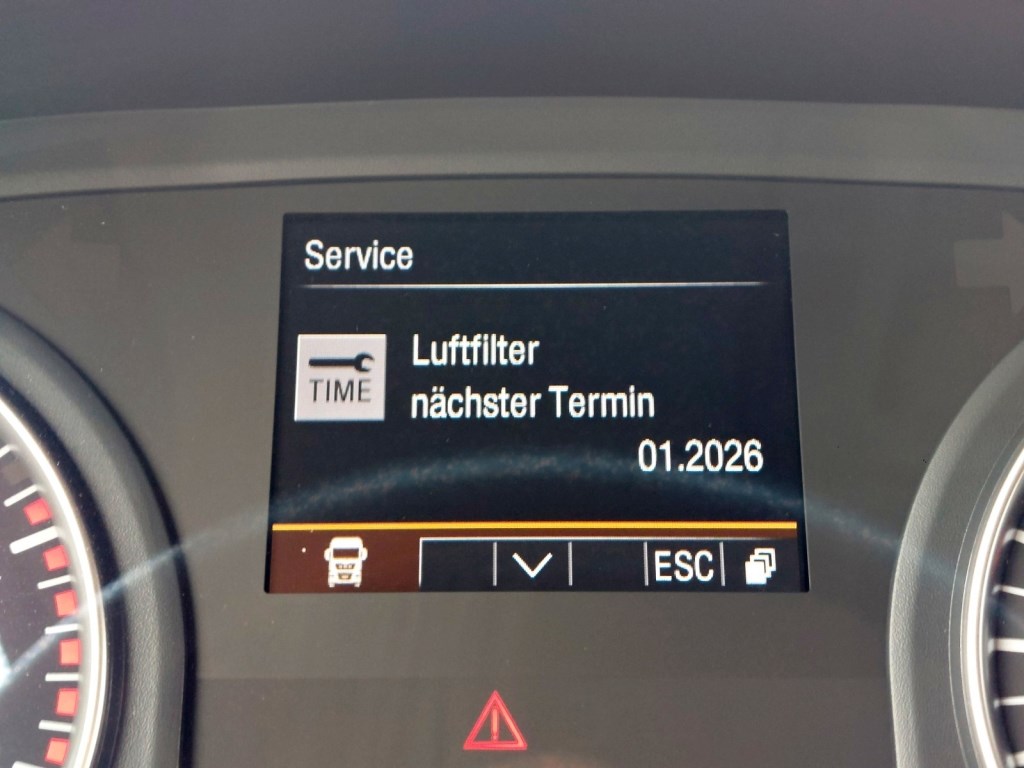 Service
TIME
Luftfilter
nächster Termin
01.2026
ESC